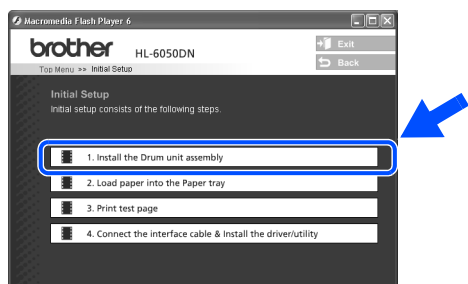 Macromedia Flash Player 6
brother HL-6050DN
Exit
Back
Top Menu »» Initial Setup
Initial Setup
Initial setup consists of the following steps.
1. Install the Drum unit assembly
2. Load paper into the Paper tray
3. Print test page
4. Connect the interface cable & Install the driver/utility